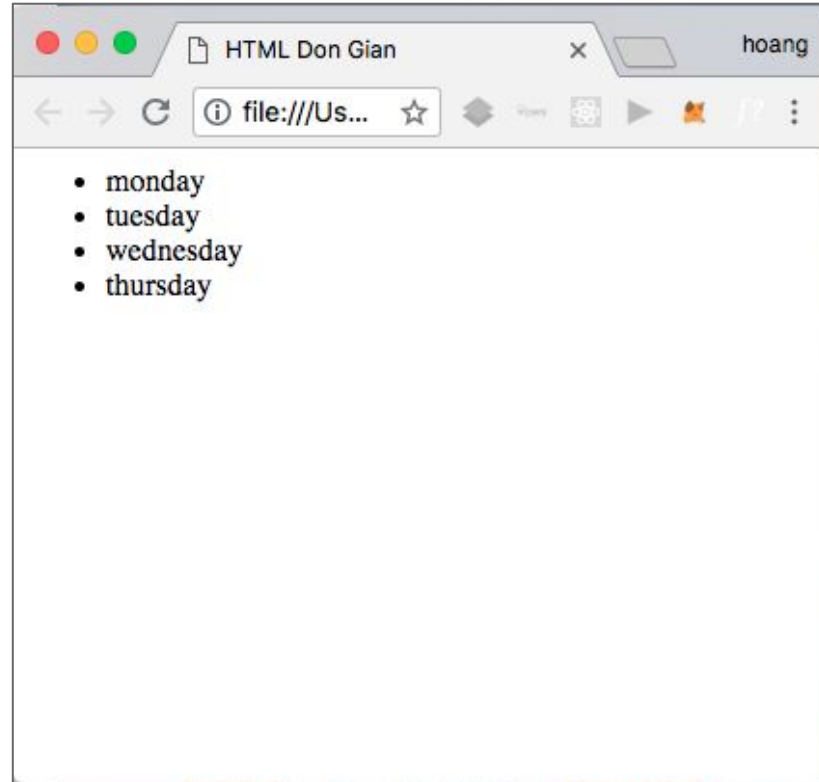 HTML Don Gian
hoang
file:///Us...
monday
tuesday
wednesday
thursday